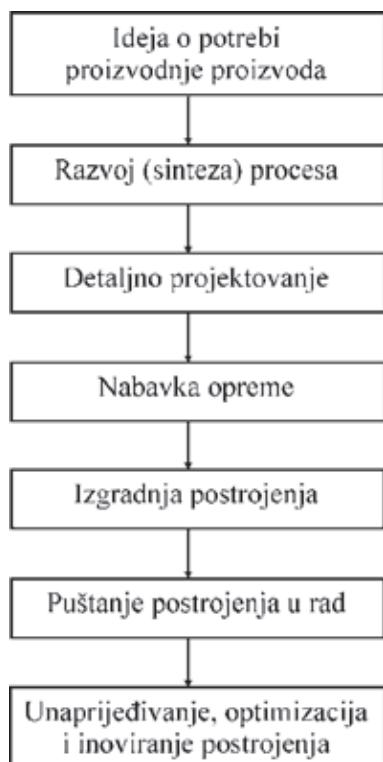 Ideja o potrebi
proizvodnje proizvoda
Razvoj (sinteza) procesa
Detaljno projektovanje
Nabavka opreme
Izgradnja postrojenja
Puštanje postrojenja u rad
Unaprijeđivanje, optimizacija
i inoviranje postrojenja